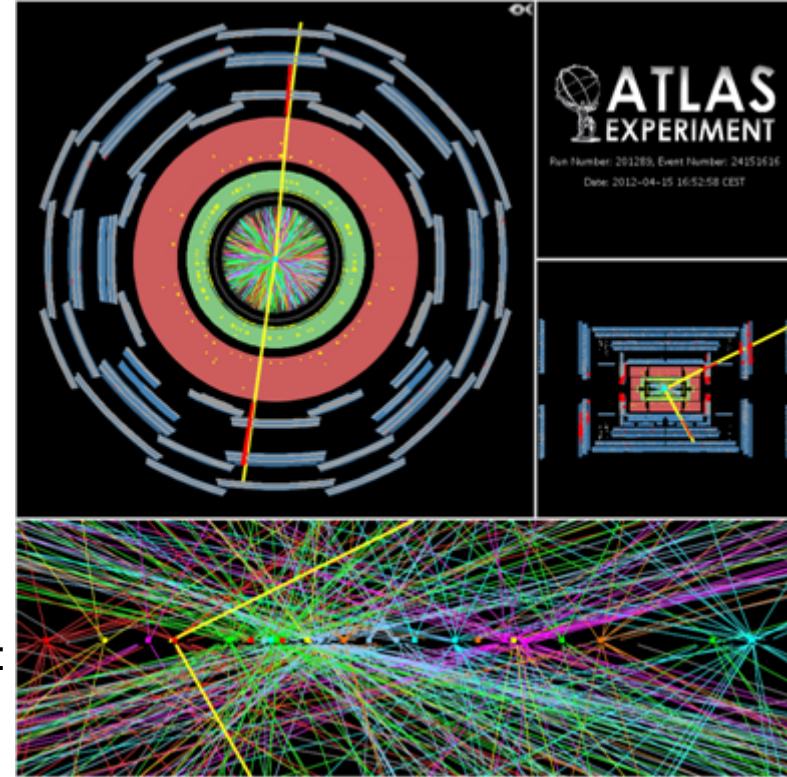 ATLAS
EXPERIMENT
Run Number: 201289, Event Number: 24151616
Date: 2012-04-15 16:52:58 CEST
: